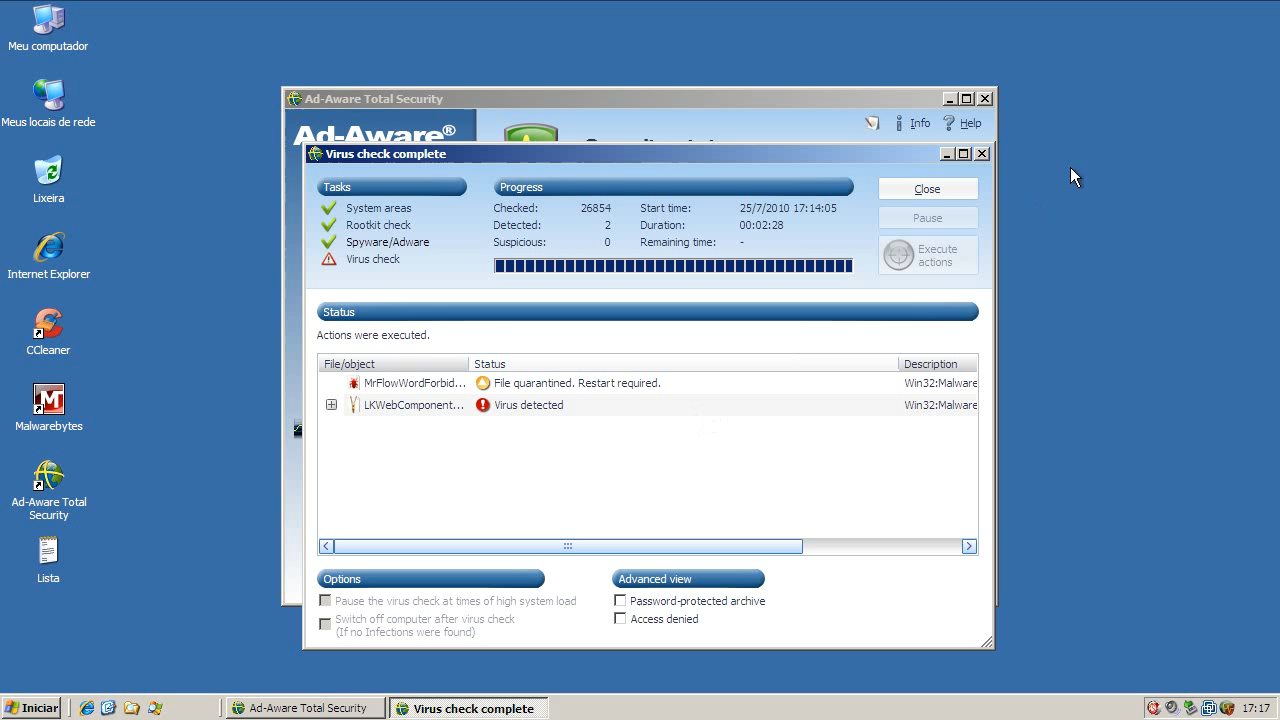 Meu computador
Meus locais de rede
Lixeira
Internet Explorer
CCleaner
Malwarebytes
Ad-Aware Total
Security
Lista
Ad-Aware Total Security
Ad-Aware®
Info
Help
Virus check complete
Tasks
System areas
Rootkit check
Spyware/Adware
Virus check
Progress
Checked: 26854 Start time: 25/7/2010 17:14:05
Detected: 2 Duration: 00:02:28
Suspicious: 0 Remaining time: -
Close
Pause
Execute
actions
Status
Actions were executed.
File/object Status Description
MrFlowWordForbid... File quarantined. Restart required. Win32:Malware
LKWebComponent... Virus detected Win32:Malware
Options
Pause the virus check at times of high system load
Switch off computer after virus check
(If no Infections were found)
Advanced view
Password-protected archive
Access denied
Iniciar
Ad-Aware Total Security
Virus check complete
17:17